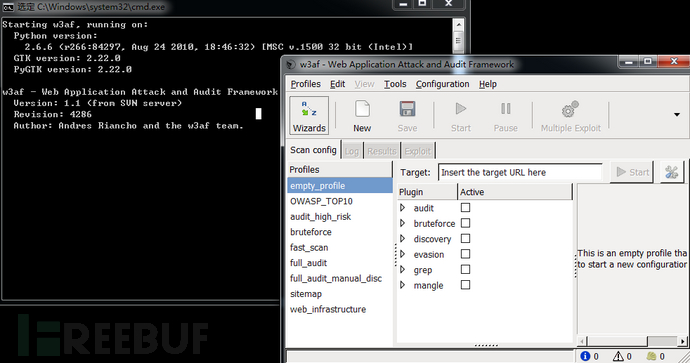 选定 C:\Windows\system32\cmd.exe
Starting w3af, running on:
Python version:
2.6.6 (r266:84297, Aug 24 2010, 18:46:32) [MSC v.1500 32 bit (Intel)]
GTK version: 2.22.0
PyGTK version: 2.22.0
w3af - Web Application Attack and Audit Framework
Version: 1.1 (from SVN server)
Revision: 4286
Author: Andres Riancho and the w3af team.
w3af - Web Application Attack and Audit Framework
Profiles Edit View Tools Configuration Help
Wizards New Save Start Pause Multiple Exploit
Scan config Log Results Exploit
Profiles
empty_profile
OWASP_TOP10
audit_high_risk
bruteforce
fast_scan
full_audit
full_audit_manual_disc
sitemap
web_infrastructure
Target: Insert the target URL here Start
Plugin Active
audit
bruteforce
discovery
evasion
grep
mangle
This is an empty profile tha
to start a new configuration
0 0 0
FREEBUF